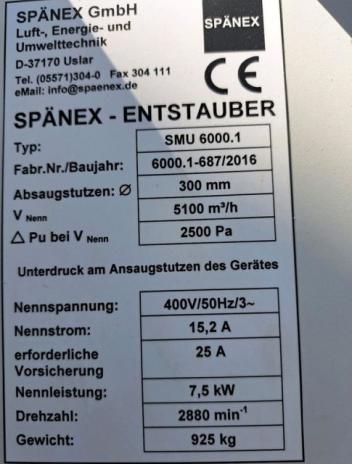 SPÄNEX GmbH
Luft-, Energie- und
Umwelttechnik
D-37170 Uslar
Tel. (05571)304-0 Fax 304 111
eMail: info@spaenex.de
SPÄNEX
CE
SPÄNEX - ENTSTAUBER
Typ: SMU 6000.1
Fabr.Nr./Baujahr: 6000.1-687/2016
Absaugstutzen: Ø 300 mm
V Nenn 5100 m³/h
△ Pu bei V Nenn 2500 Pa
Unterdruck am Ansaugstutzen des Gerätes
Nennspannung: 400V/50Hz/3~
Nennstrom: 15,2 A
erforderliche 25 A
Vorsicherung
Nennleistung: 7,5 kW
Drehzahl: 2880 min⁻¹
Gewicht: 925 kg